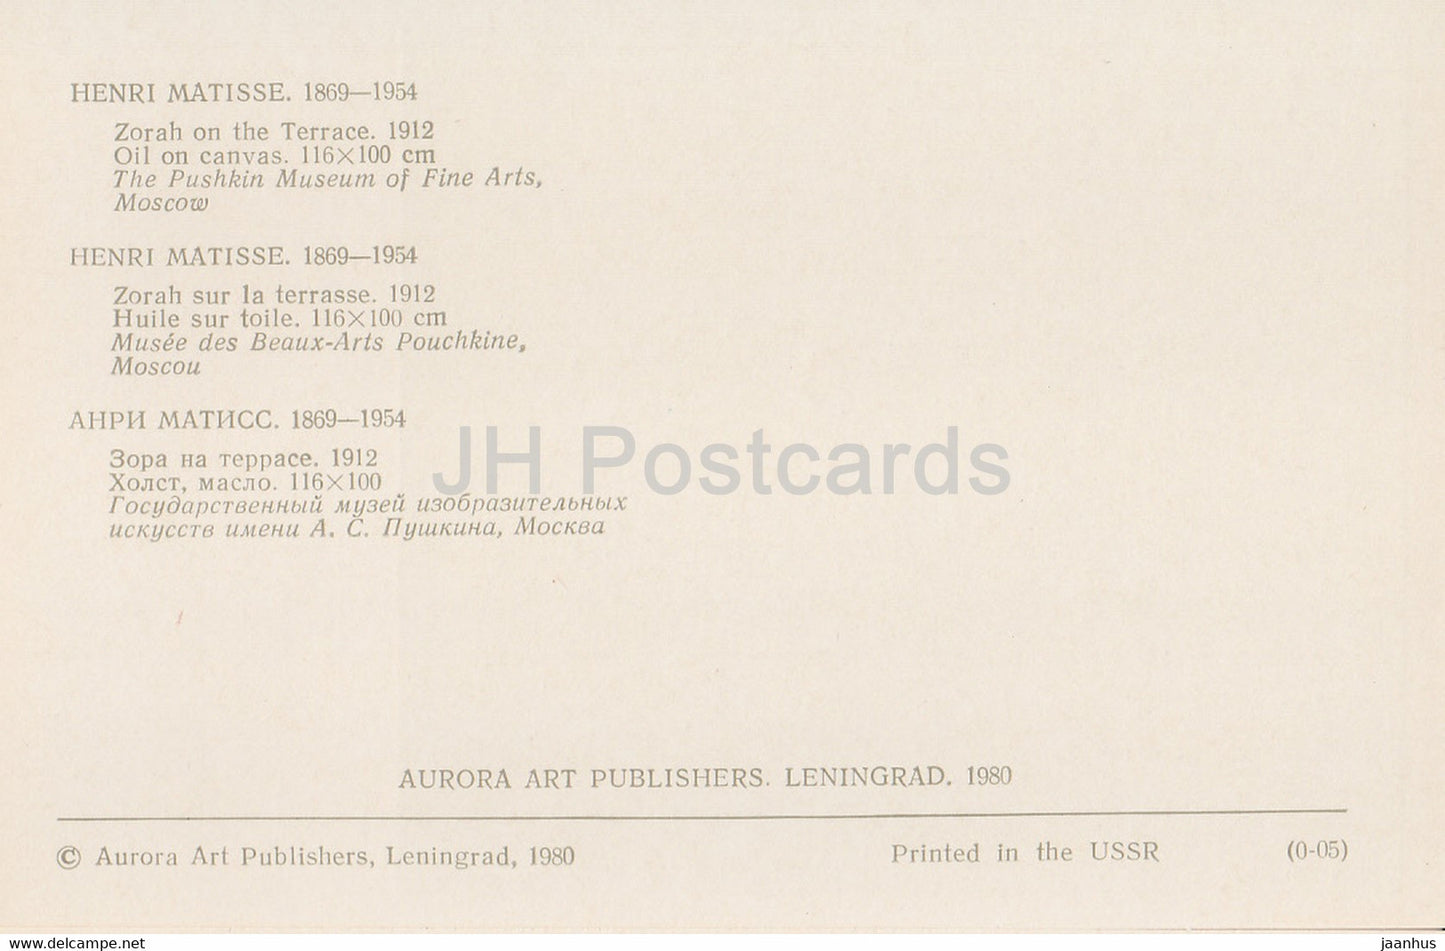 HENRI MATISSE. 1869—1954
Zorah on the Terrace. 1912
Oil on canvas. 116×100 cm
The Pushkin Museum of Fine Arts,
Moscow
HENRI MATISSE. 1869—1954
Zorah sur la terrasse. 1912
Huile sur toile. 116×100 cm
Musée des Beaux-Arts Pouchkine,
Moscou
АНРИ МАТИСС. 1869—1954
Зора на террасе. 1912
Холст, масло. 116×100
Государственный музей изобразительных
искусств имени А. С. Пушкина, Москва
JH Postcards
AURORA ART PUBLISHERS. LENINGRAD. 1980
© Aurora Art Publishers, Leningrad, 1980 Printed in the USSR (0-05)
www.delcampe.net jaanhus